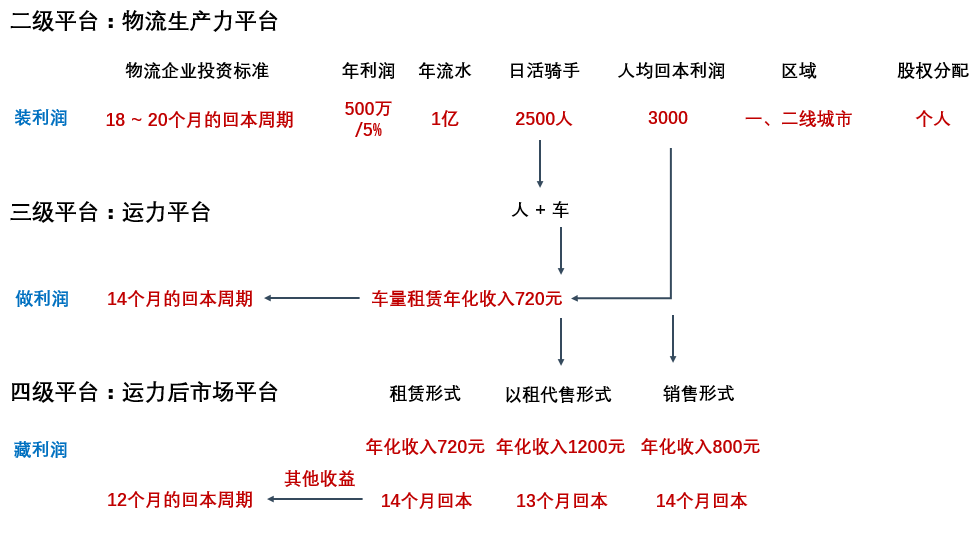 二级平台：物流生产力平台
物流企业投资标准 年利润 年流水 日活骑手 人均回本利润 区域 股权分配
装利润 18 ~ 20个月的回本周期 500万 1亿 2500人 3000 一、二线城市 个人
/5%
三级平台：运力平台 人 + 车
做利润 14个月的回本周期 车量租赁年化收入720元
四级平台：运力后市场平台 租赁形式 以租代售形式 销售形式
藏利润 年化收入720元 年化收入1200元 年化收入800元
其他收益
12个月的回本周期 14个月回本 13个月回本 14个月回本